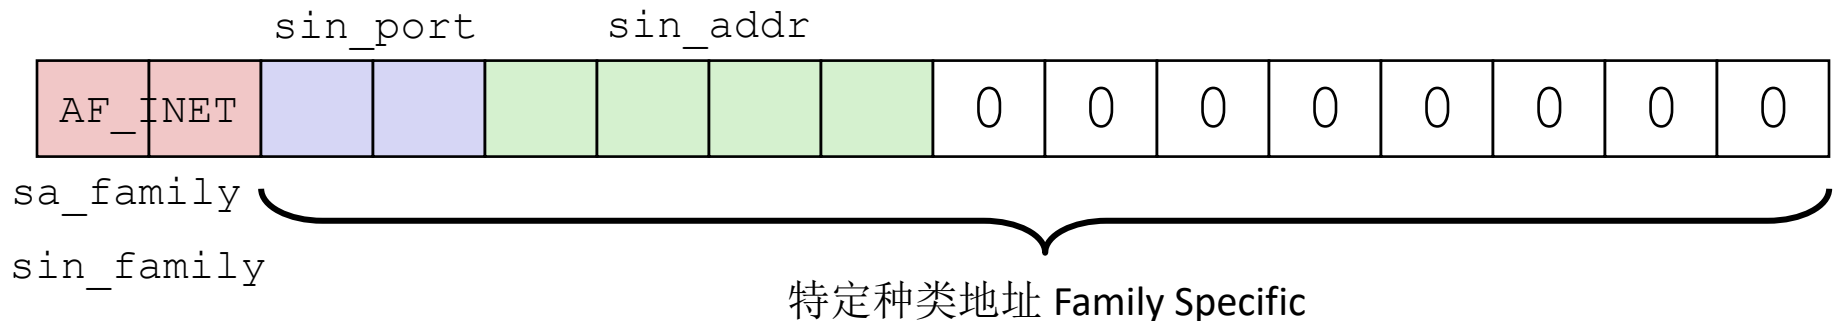 sin_port sin_addr
AF_INET 0 0 0 0 0 0 0 0
sa_family
sin_family
特定种类地址 Family Specific